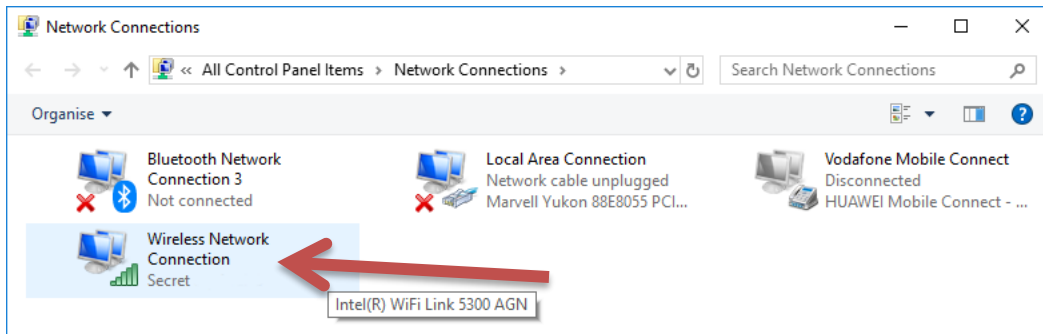 Network Connections
« All Control Panel Items › Network Connections ›
Search Network Connections
Organise
Bluetooth Network
Connection 3
Not connected
Local Area Connection
Network cable unplugged
Marvell Yukon 88E8055 PCI...
Vodafone Mobile Connect
Disconnected
HUAWEI Mobile Connect - ...
Wireless Network
Connection
Secret
Intel(R) WiFi Link 5300 AGN